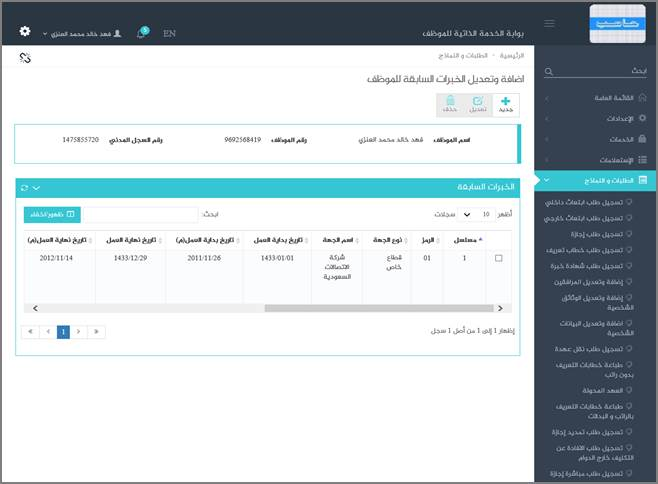 حاسب
بوابة الخدمة الذاتية للموظف
EN
5
فهد خالد محمد العنزي
الرئيسية - الطلبات و النماذج
اضافة وتعديل الخبرات السابقة للموظف
جديد
تعديل
حذف
اسم الموظف فهد خالد محمد العنزي رقم الموظف 9692568419 رقم السجل المدني 1475855720
الخبرات السابقة
أظهر 10 سجلات
ابحث:
ظهور/اخفاء
مسلسل الرمز نوع الجهة اسم الجهة تاريخ بداية العمل تاريخ بداية العمل(م) تاريخ نهاية العمل تاريخ نهاية العمل(م)
1 01 قطاع خاص شركة الاتصالات السعودية 1433/01/01 2011/11/26 1433/12/29 2012/11/14
إظهار 1 إلى 1 من أصل 1 سجل
1
ابحث
القائمة العامة
الإعدادات
الخدمات
الإستعلامات
الطلبات و النماذج
تسجيل طلب ابتعاث داخلي
تسجيل طلب ابتعاث خارجي
تسجيل طلب إجازة
تسجيل طلب خطاب تعريف
تسجيل طلب شهادة خبرة
إضافة وتعديل المرافقين
إضافة وتعديل الوثائق
الشخصية
اضافة وتعديل البيانات
الشخصية
تسجيل طلب نقل عهدة
طباعة خطابات التعريف
بدون راتب
العهد المحولة
طباعة خطابات التعريف
بالراتب و البدلات
تسجيل طلب تمديد إجازة
تسجيل طلب الافادة عن
التكليف خارج الدوام
تسجيل طلب مباشرة إجازة